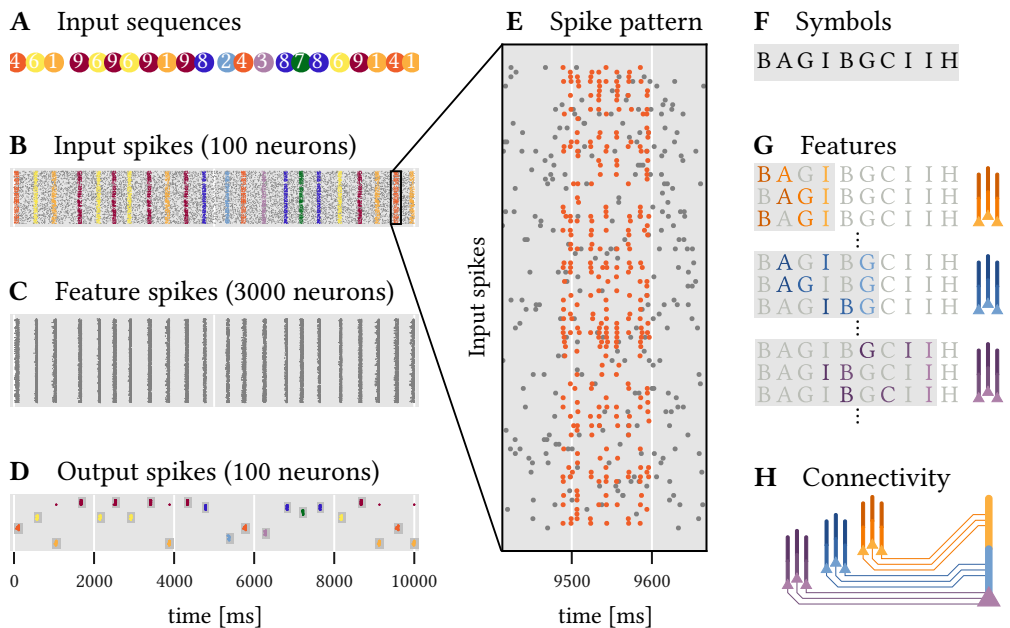 A Input sequences
4 6 1 9 6 9 6 9 1 9 8 2 4 3 8 7 8 6 9 1 4 1
B Input spikes (100 neurons)
C Feature spikes (3000 neurons)
D Output spikes (100 neurons)
0 2000 4000 6000 8000 10000
time [ms]
E Spike pattern
Input spikes
9500 9600
time [ms]
F Symbols
B A G I B G C I I H
G Features
B A G I B G C I I H
B A G I B G C I I H
B A G I B G C I I H
B A G I B G C I I H
B A G I B G C I I H
B A G I B G C I I H
B A G I B G C I I H
B A G I B G C I I H
B A G I B G C I I H
H Connectivity